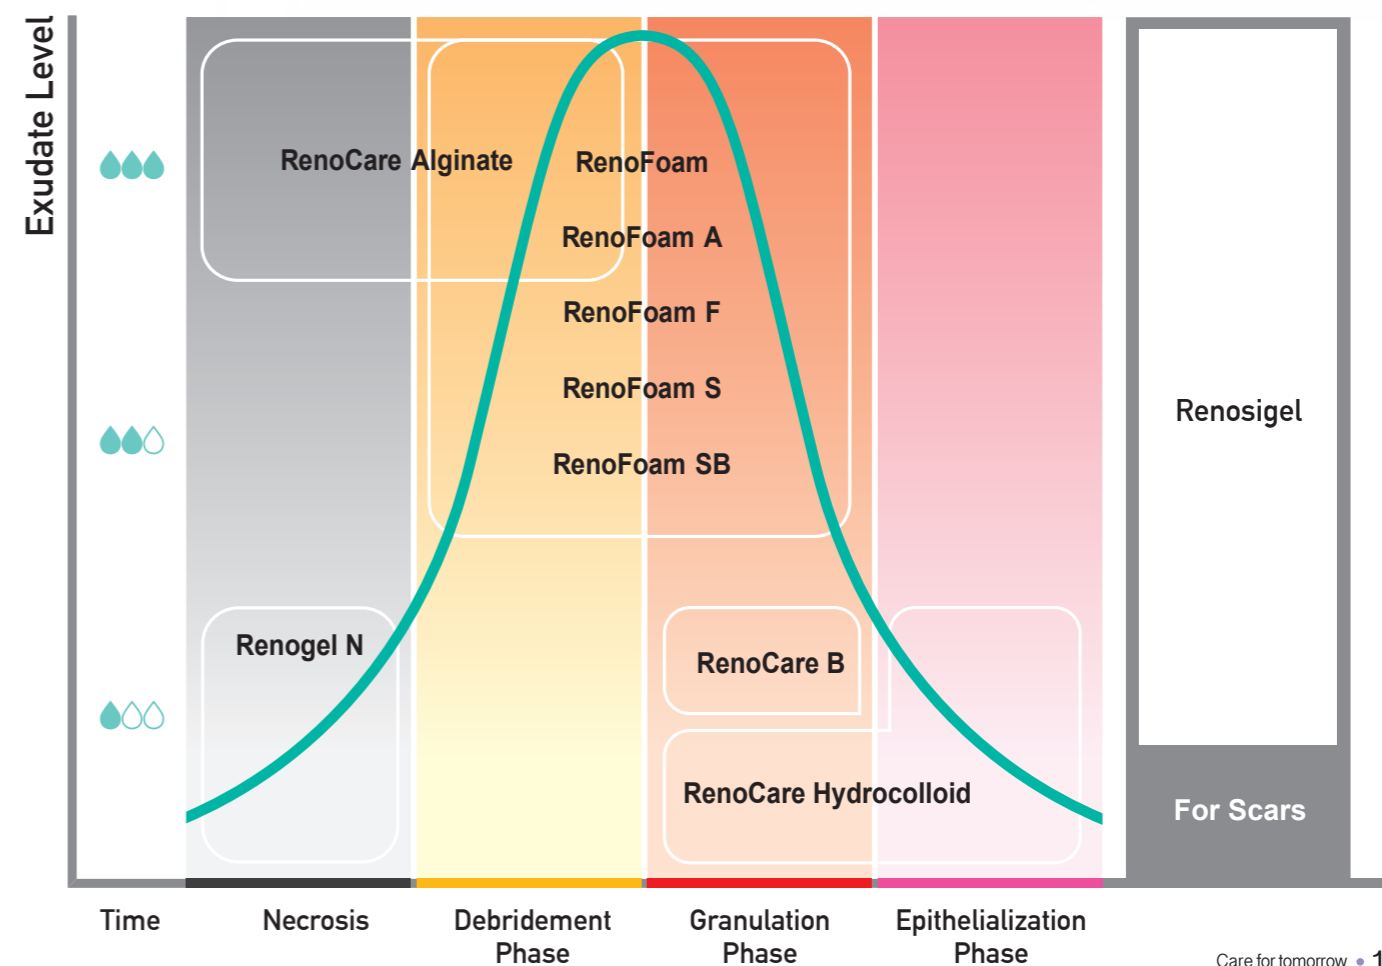 Exudate Level
RenoCare Alginate
RenoFoam
RenoFoam A
RenoFoam F
RenoFoam S
RenoFoam SB
Renogel N
RenoCare B
RenoCare Hydrocolloid
Renosigel
For Scars
Time
Necrosis
Debridement
Phase
Granulation
Phase
Epithelialization
Phase
Care for tomorrow • 1